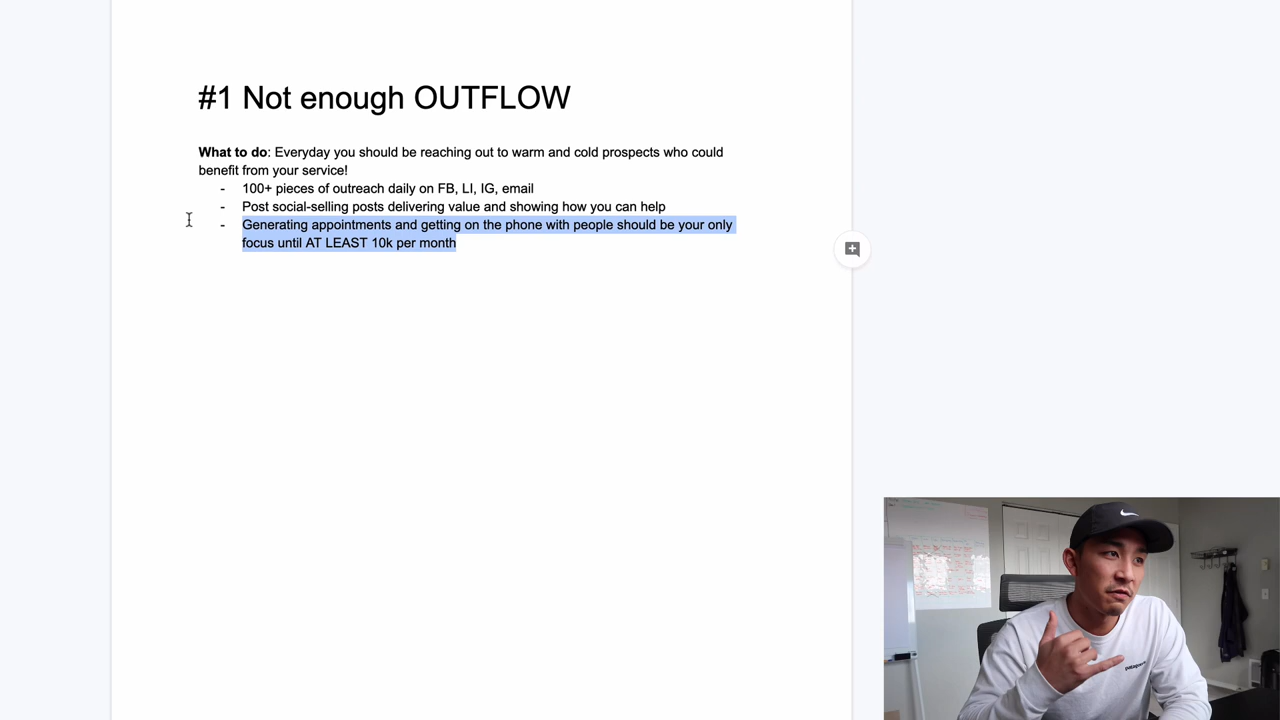 #1 Not enough OUTFLOW
What to do: Everyday you should be reaching out to warm and cold prospects who could
benefit from your service!
- 100+ pieces of outreach daily on FB, LI, IG, email
- Post social-selling posts delivering value and showing how you can help
- Generating appointments and getting on the phone with people should be your only
focus until AT LEAST 10k per month
patagonia